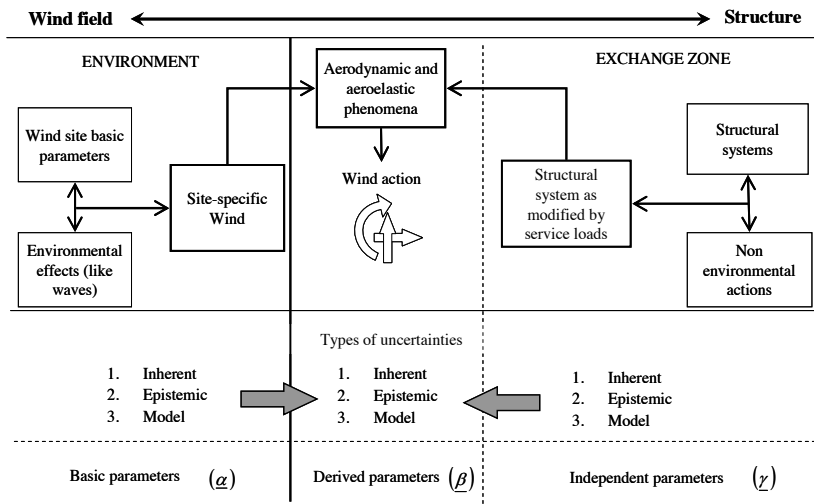 Wind field
Structure
ENVIRONMENT
EXCHANGE ZONE
Wind site basic
parameters
Environmental
effects (like
waves)
Site-specific
Wind
Aerodynamic and
aeroelastic
phenomena
Wind action
Structural
system as
modified by
service loads
Structural
systems
Non
environmental
actions
Types of uncertainties
1. Inherent
2. Epistemic
3. Model
1. Inherent
2. Epistemic
3. Model
1. Inherent
2. Epistemic
3. Model
Basic parameters (α)
Derived parameters (β)
Independent parameters (γ)